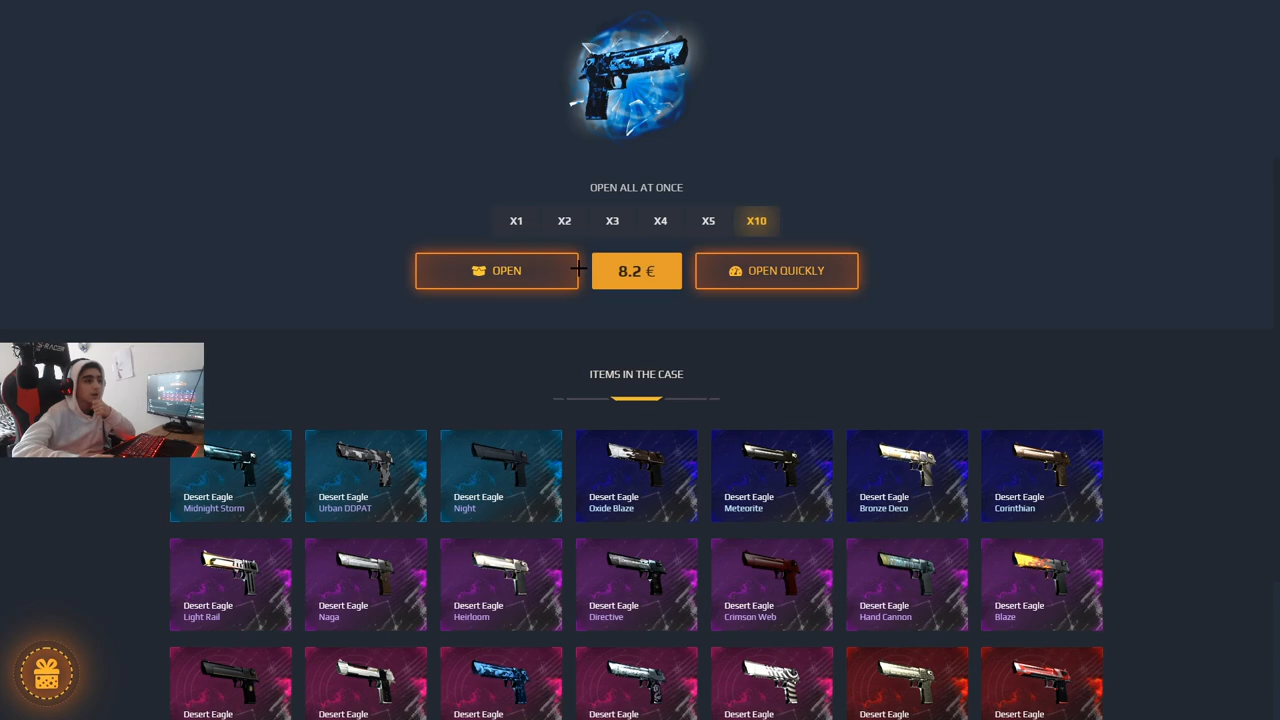 OPEN ALL AT ONCE
X1 X2 X3 X4 X5 X10
OPEN 8.2 € OPEN QUICKLY
ITEMS IN THE CASE
Desert Eagle Desert Eagle Desert Eagle Desert Eagle Desert Eagle Desert Eagle Desert Eagle
Midnight Storm Urban DDPAT Night Oxide Blaze Meteorite Bronze Deco Corinthian
Desert Eagle Desert Eagle Desert Eagle Desert Eagle Desert Eagle Desert Eagle Desert Eagle
Light Rail Naga Heirloom Directive Crimson Web Hand Cannon Blaze
Desert Eagle Desert Eagle Desert Eagle Desert Eagle Desert Eagle Desert Eagle Desert Eagle